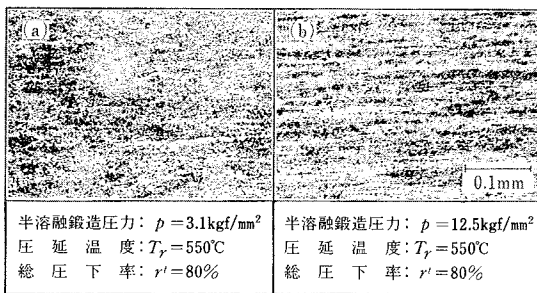 (a)
(b)
0.1mm
半溶融鍛造圧力: p =3.1kgf/mm²
圧 延 温 度: Tr=550℃
総 圧 下 率: r^t=80%
半溶融鍛造圧力: p =12.5kgf/mm²
圧 延 温 度: Tr=550℃
総 圧 下 率: r^t=80%